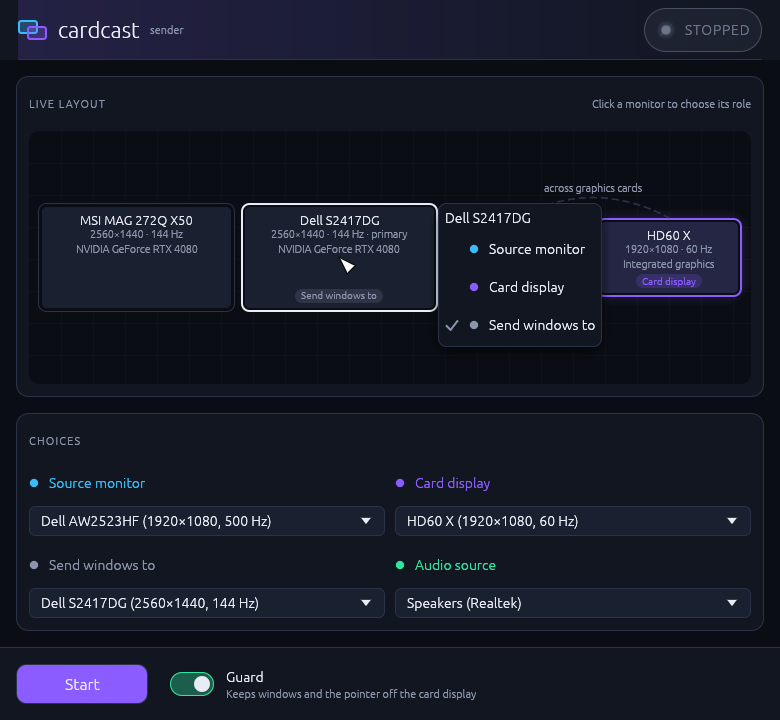 cardcast sender
STOPPED
LIVE LAYOUT
Click a monitor to choose its role
across graphics cards
MSI MAG 272Q X50
2560×1440 · 144 Hz
NVIDIA GeForce RTX 4080
Dell S2417DG
2560×1440 · 144 Hz · primary
NVIDIA GeForce RTX 4080
Send windows to
Dell S2417DG
Source monitor
Card display
Send windows to
HD60 X
1920×1080 · 60 Hz
Integrated graphics
Card display
CHOICES
Source monitor
Dell AW2523HF (1920×1080, 500 Hz)
Card display
HD60 X (1920×1080, 60 Hz)
Send windows to
Dell S2417DG (2560×1440, 144 Hz)
Audio source
Speakers (Realtek)
Start
Guard
Keeps windows and the pointer off the card display